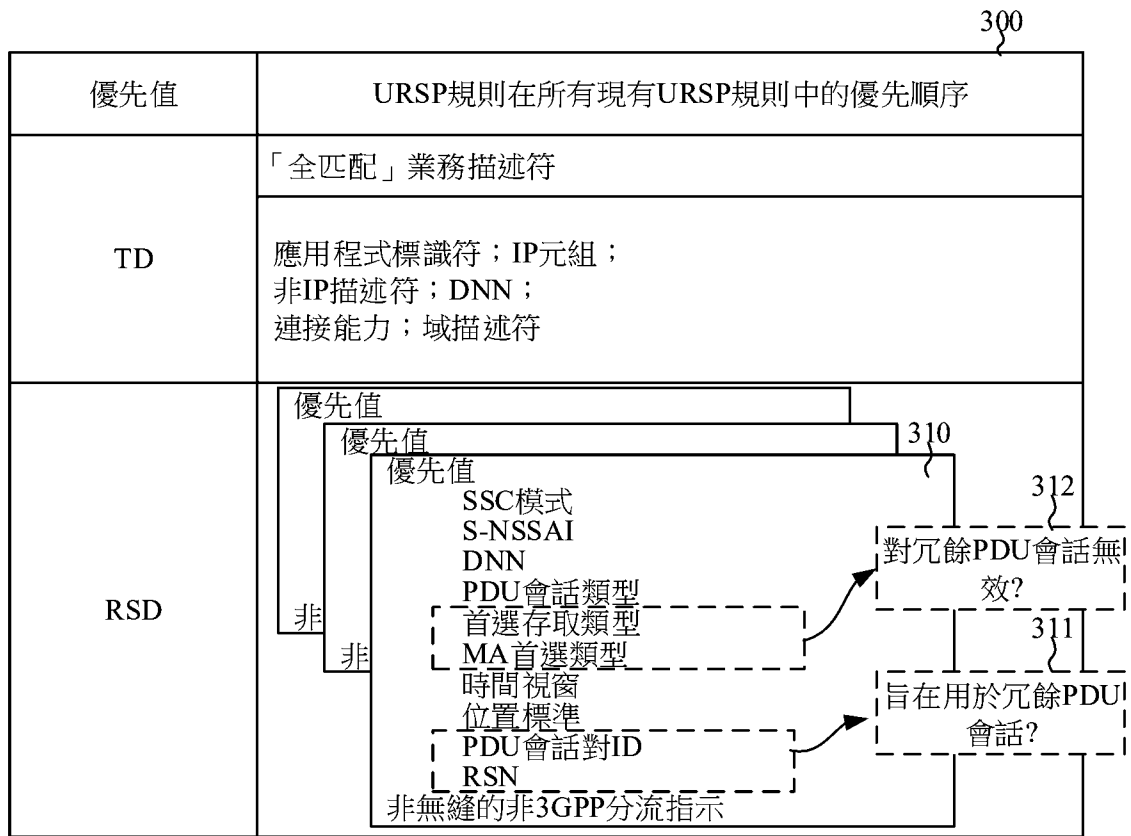 300
優先值
URSP規則在所有現有URSP規則中的優先順序
TD
「全匹配」業務描述符
應用程式標識符；IP元組；
非IP描述符；DNN；
連接能力；域描述符
RSD
優先值
非
優先值
非
310
優先值
SSC模式
S-NSSAI
DNN
PDU會話類型
首選存取類型
MA首選類型
時間視窗
位置標準
PDU會話對ID
RSN
非無縫的非3GPP分流指示
312
對冗餘PDU會話無
效?
311
旨在用於冗餘PDU
會話?